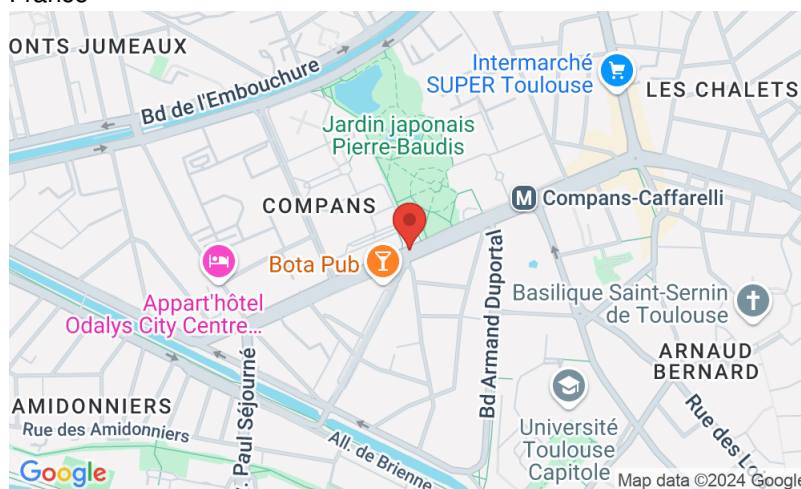 ONTS JUMEAUX
Bd de l'Embouchure
Intermarché
SUPER Toulouse
LES CHALETS
Jardin japonais
Pierre-Baudis
COMPANS
M Compans-Caffarelli
Bota Pub
Bd Armand Duportal
Appart'hôtel
Odalys City Centre...
Basilique Saint-Sernin
de Toulouse
ARNAUD
BERNARD
AMIDONNIERS
Rue des Amidonniers
Paul Séjourné
All. de Brienne
Université
Toulouse
Capitole
Rue des
Google
Map data ©2024 Google